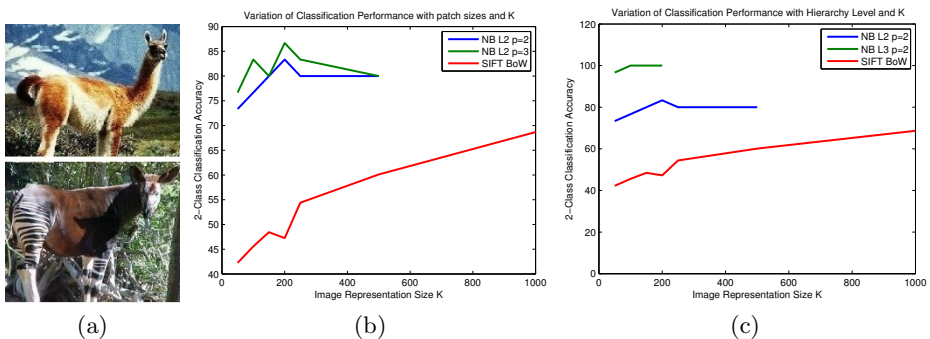 Variation of Classification Performance with patch sizes and K
90
85
80
75
70
65
60
55
50
45
40
0
200
400
600
800
1000
2−Class Classification Accuracy
Image Representation Size K
NB L2 p=2
NB L2 p=3
SIFT BoW
Variation of Classification Performance with Hierarchy Level and K
120
100
80
60
40
20
0
0
200
400
600
800
1000
2−Class Classification Accuracy
Image Representation Size K
NB L2 p=2
NB L3 p=2
SIFT BoW
(a)
(b)
(c)